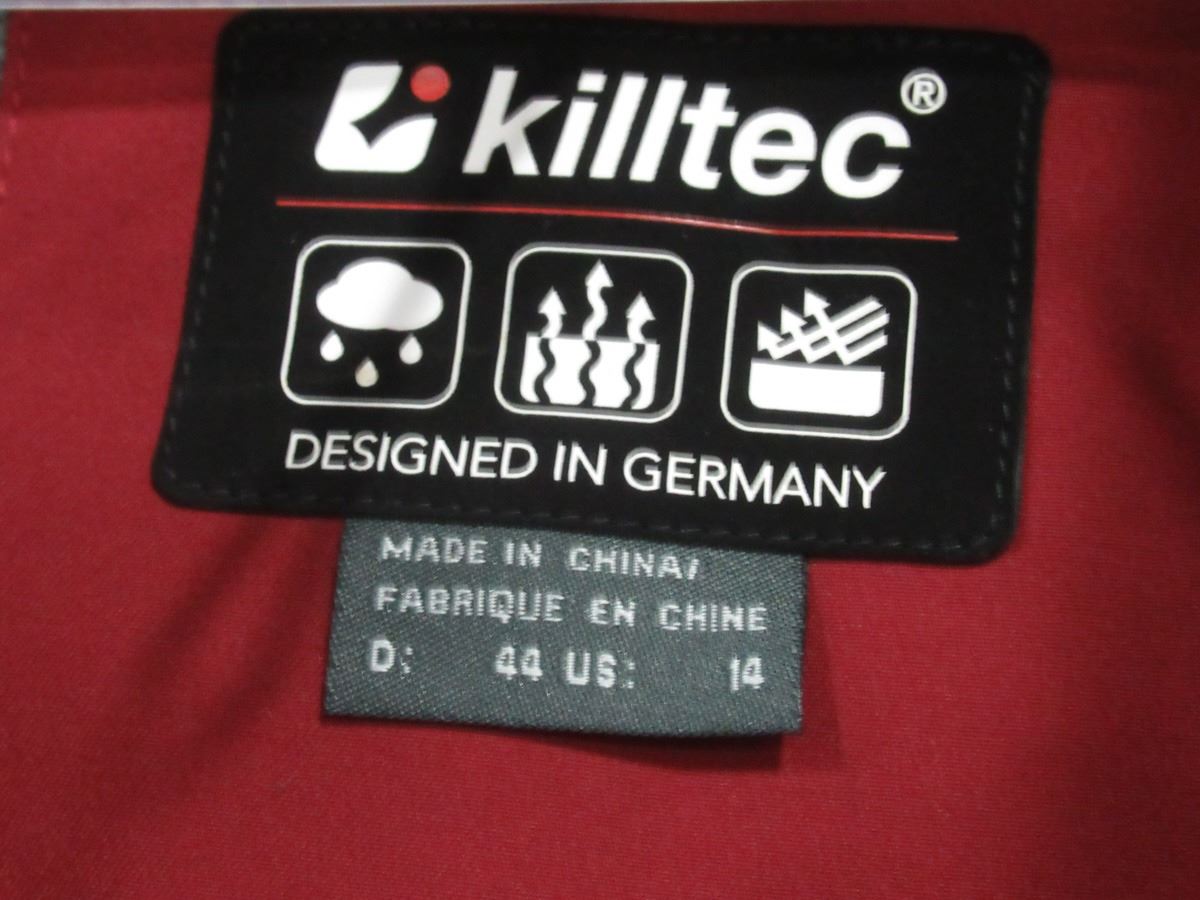 killtec®
DESIGNED IN GERMANY
MADE IN CHINA/
FABRIQUE EN CHINE
D: 44 US: 14